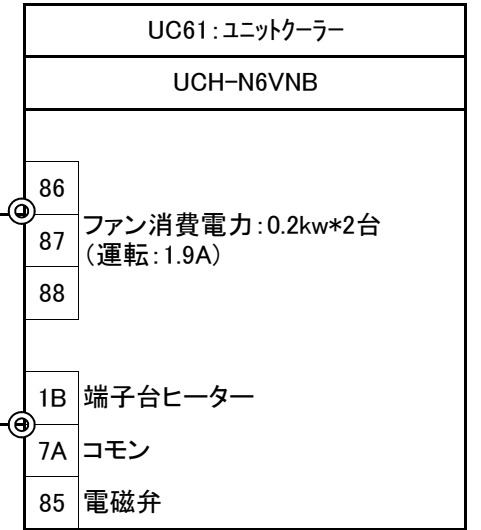 UC61:ユニットクーラー
UCH-N6VNB
86
87
88
ファン消費電力:0.2kw*2台
(運転:1.9A)
1B 端子台ヒーター
7A コモン
85 電磁弁